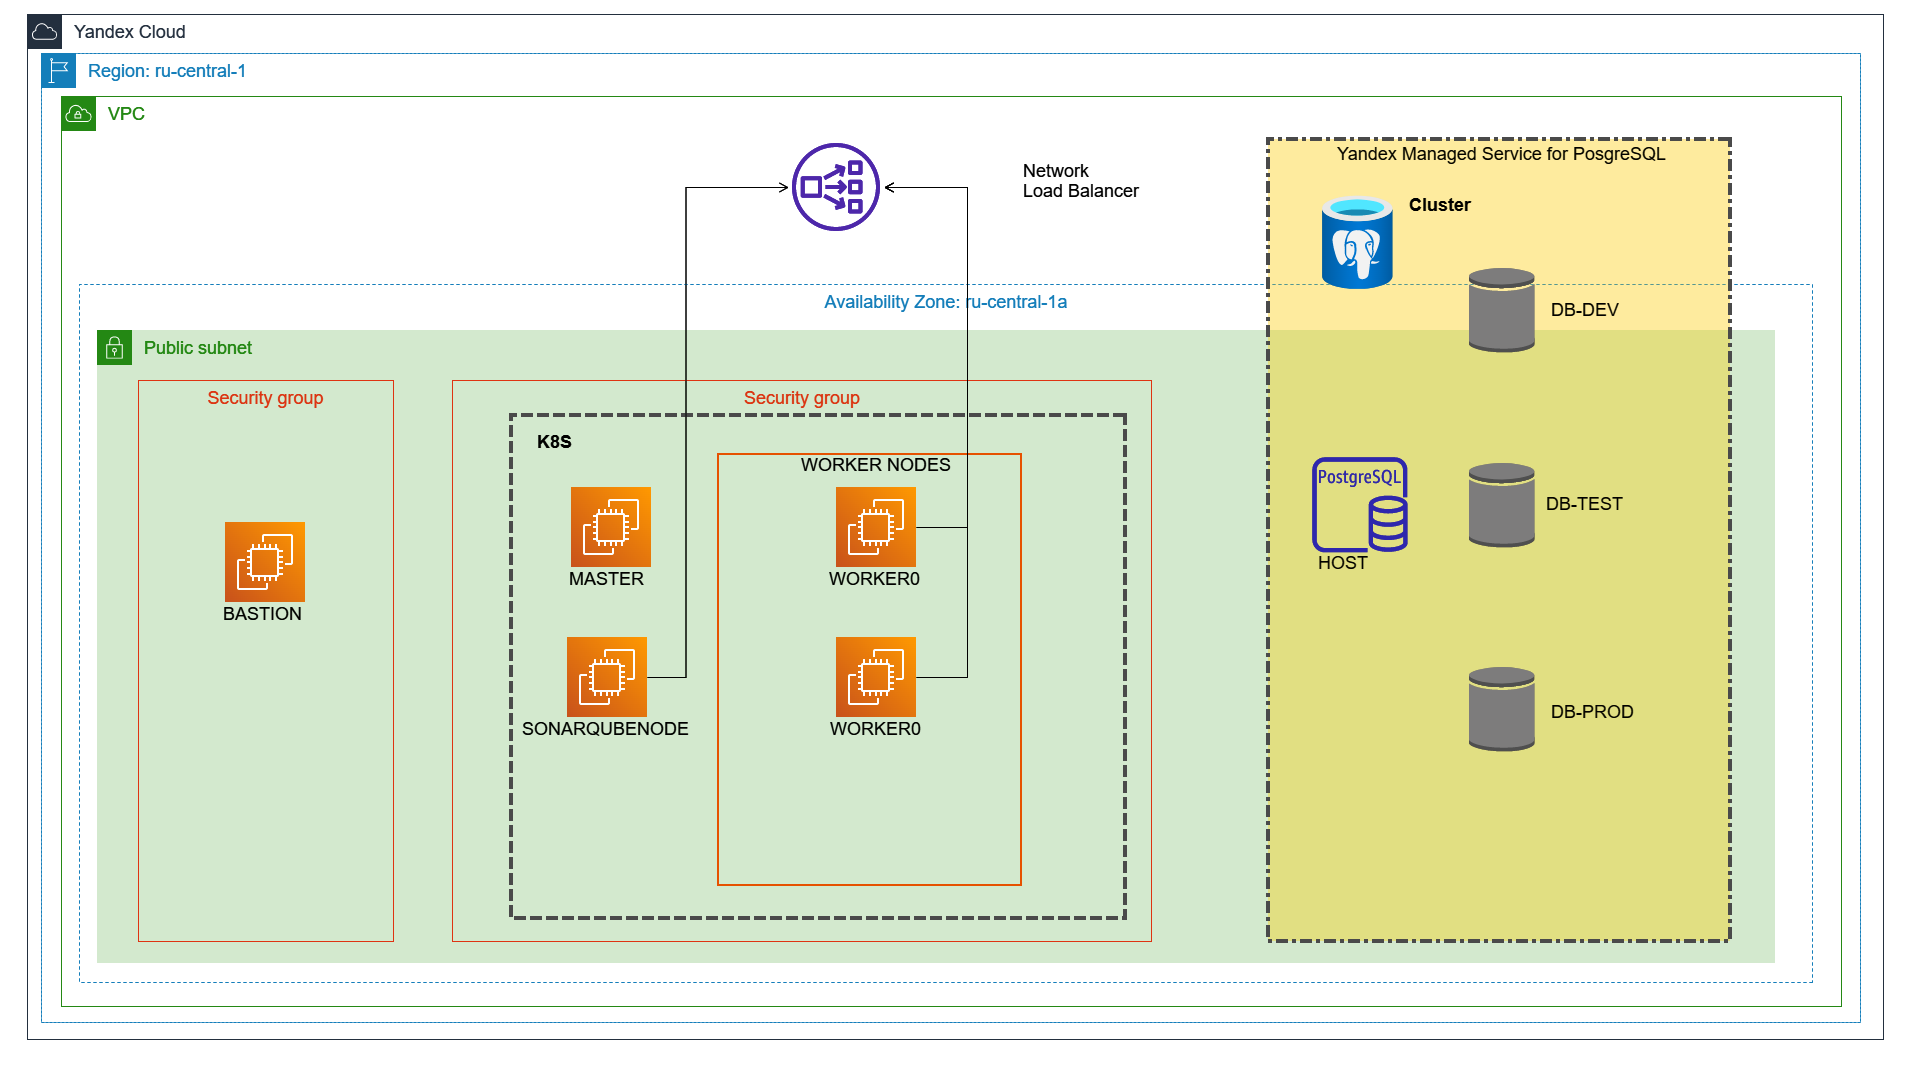 Yandex Cloud
Region: ru-central-1
VPC
Network
Load Balancer
Yandex Managed Service for PosgreSQL
Cluster
Availability Zone: ru-central-1a
DB-DEV
Public subnet
Security group
Security group
K8S
WORKER NODES
PostgreSQL
DB-TEST
HOST
MASTER
WORKER0
BASTION
SONARQUBENODE
WORKER0
DB-PROD